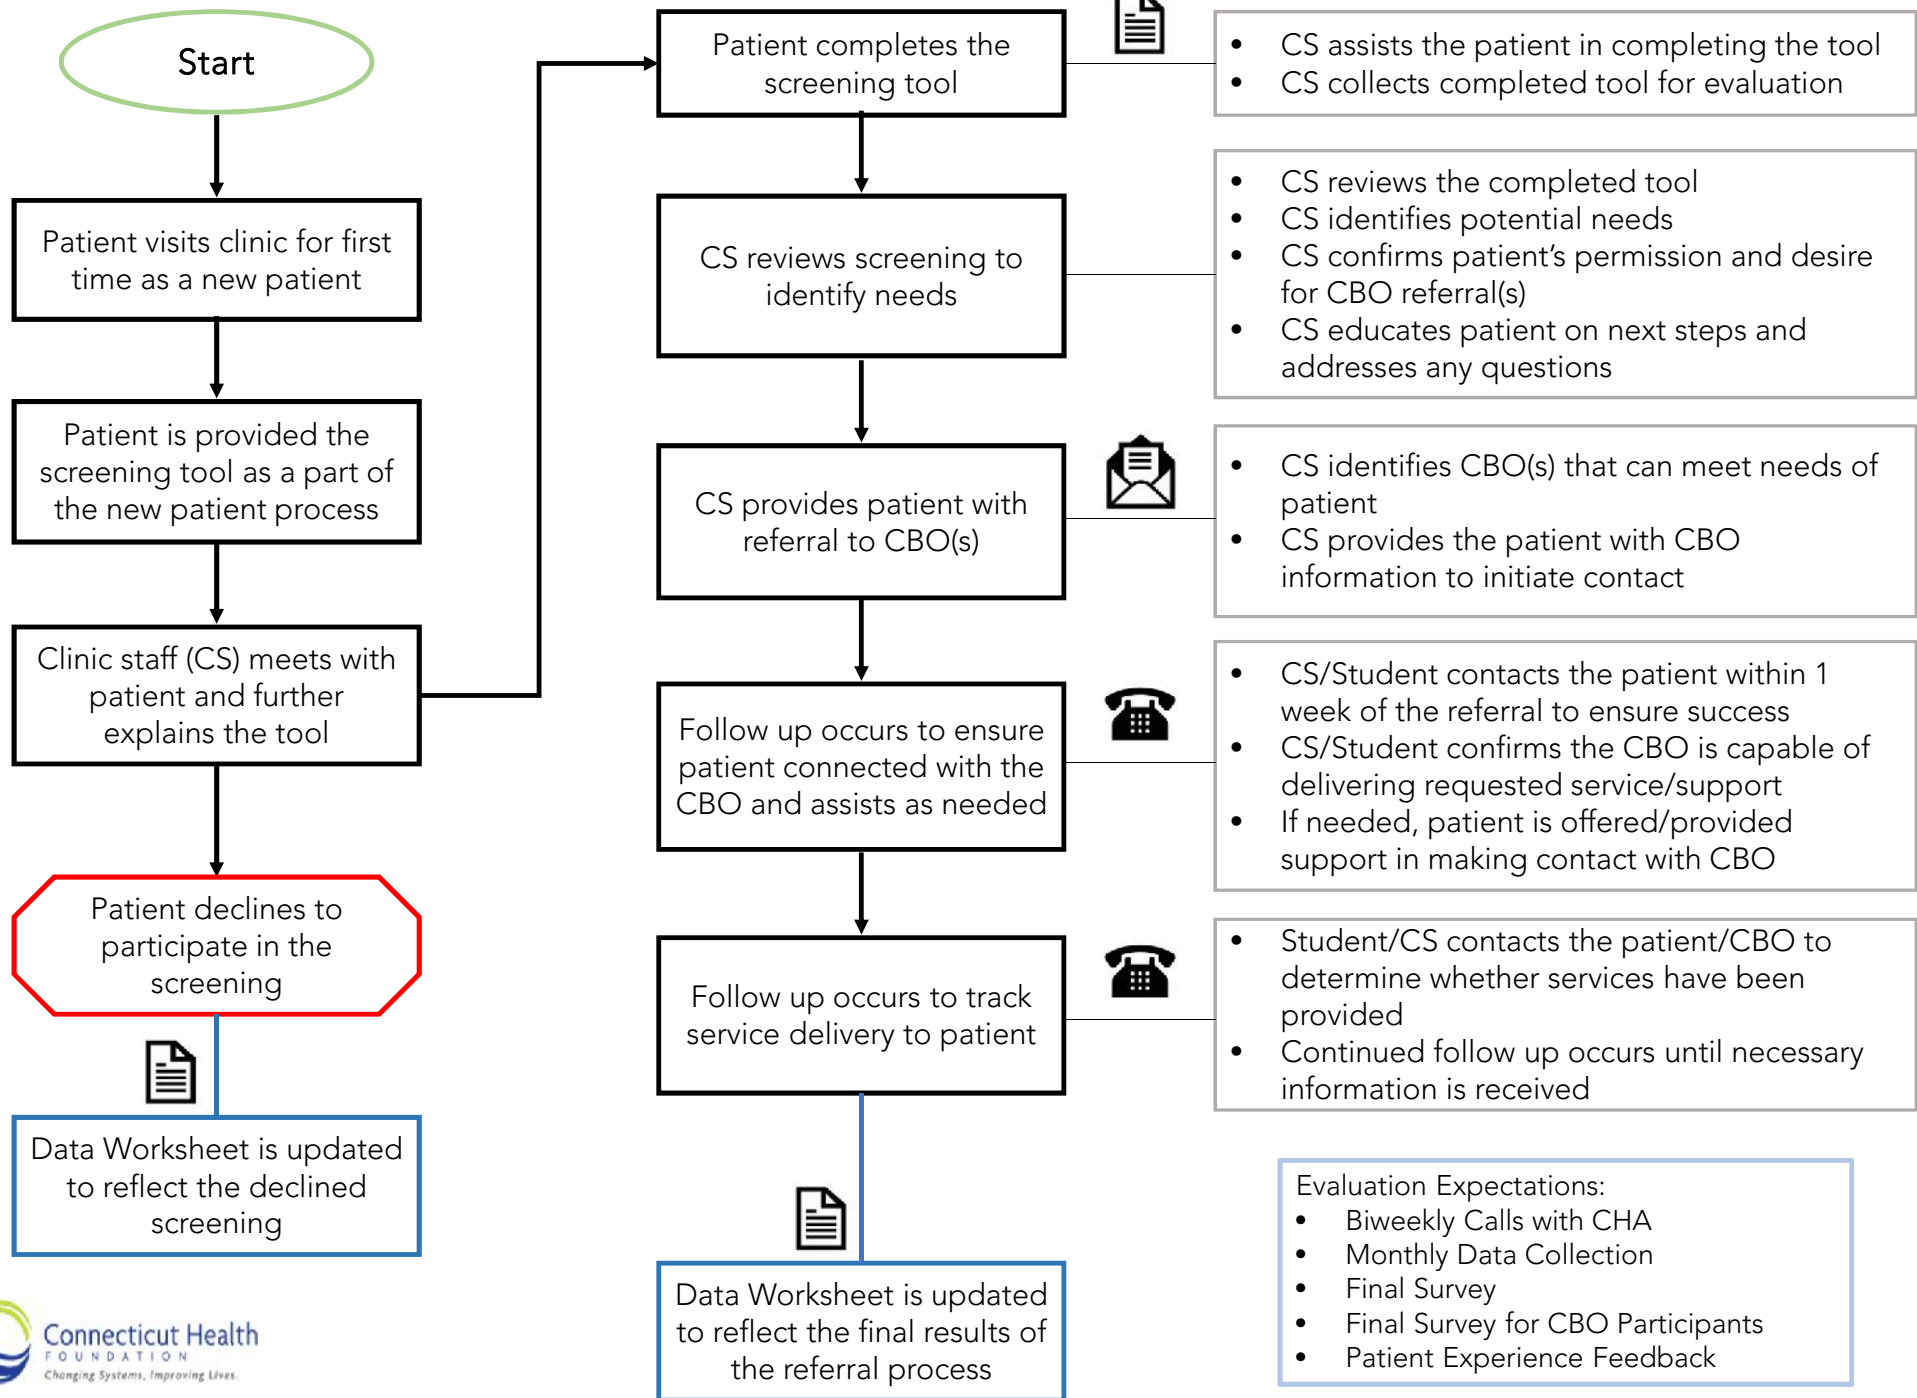 Start
Patient visits clinic for first
time as a new patient
Patient is provided the
screening tool as a part of
the new patient process
Clinic staff (CS) meets with
patient and further
explains the tool
Patient declines to
participate in the
screening
Data Worksheet is updated
to reflect the declined
screening
Patient completes the
screening tool
• CS assists the patient in completing the tool
• CS collects completed tool for evaluation
CS reviews screening to
identify needs
• CS reviews the completed tool
• CS identifies potential needs
• CS confirms patient’s permission and desire
for CBO referral(s)
• CS educates patient on next steps and
addresses any questions
CS provides patient with
referral to CBO(s)
• CS identifies CBO(s) that can meet needs of
patient
• CS provides the patient with CBO
information to initiate contact
Follow up occurs to ensure
patient connected with the
CBO and assists as needed
• CS/Student contacts the patient within 1
week of the referral to ensure success
• CS/Student confirms the CBO is capable of
delivering requested service/support
• If needed, patient is offered/provided
support in making contact with CBO
Follow up occurs to track
service delivery to patient
• Student/CS contacts the patient/CBO to
determine whether services have been
provided
• Continued follow up occurs until necessary
information is received
Data Worksheet is updated
to reflect the final results of
the referral process
Evaluation Expectations:
• Biweekly Calls with CHA
• Monthly Data Collection
• Final Survey
• Final Survey for CBO Participants
• Patient Experience Feedback
Connecticut Health
FOUNDATION
Changing Systems, Improving Lives.